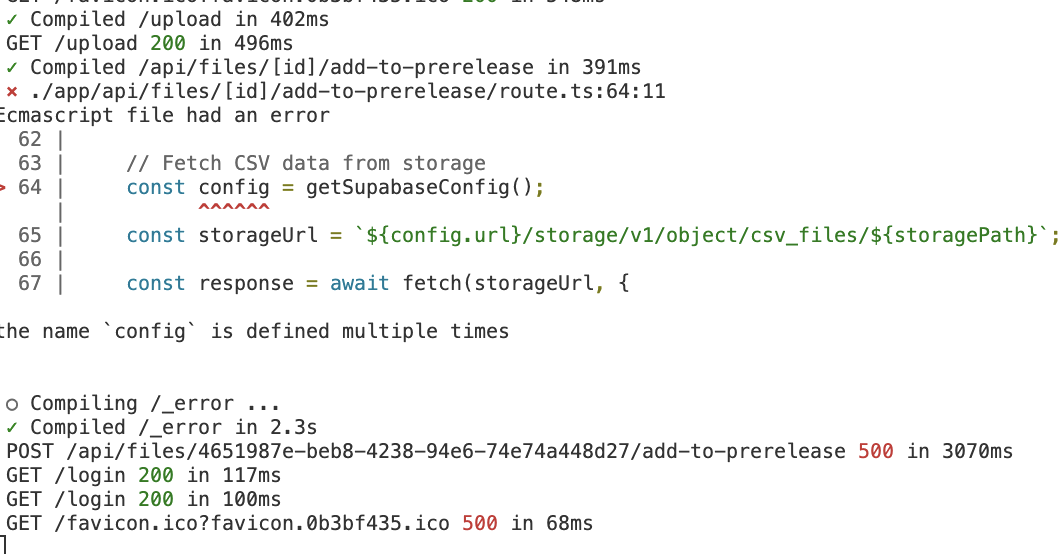 ✓ Compiled /upload in 402ms
GET /upload 200 in 496ms
✓ Compiled /api/files/[id]/add-to-prerelease in 391ms
× ./app/api/files/[id]/add-to-prerelease/route.ts:64:11
Ecmascript file had an error
62 |
63 |     // Fetch CSV data from storage
> 64 |     const config = getSupabaseConfig();
|           ^^^^^^
65 |     const storageUrl = `${config.url}/storage/v1/object/csv_files/${storagePath}`;
66 |
67 |     const response = await fetch(storageUrl, {
the name `config` is defined multiple times
○ Compiling /_error ...
✓ Compiled /_error in 2.3s
POST /api/files/4651987e-beb8-4238-94e6-74e74a448d27/add-to-prerelease 500 in 3070ms
GET /login 200 in 117ms
GET /login 200 in 100ms
GET /favicon.ico?favicon.0b3bf435.ico 500 in 68ms